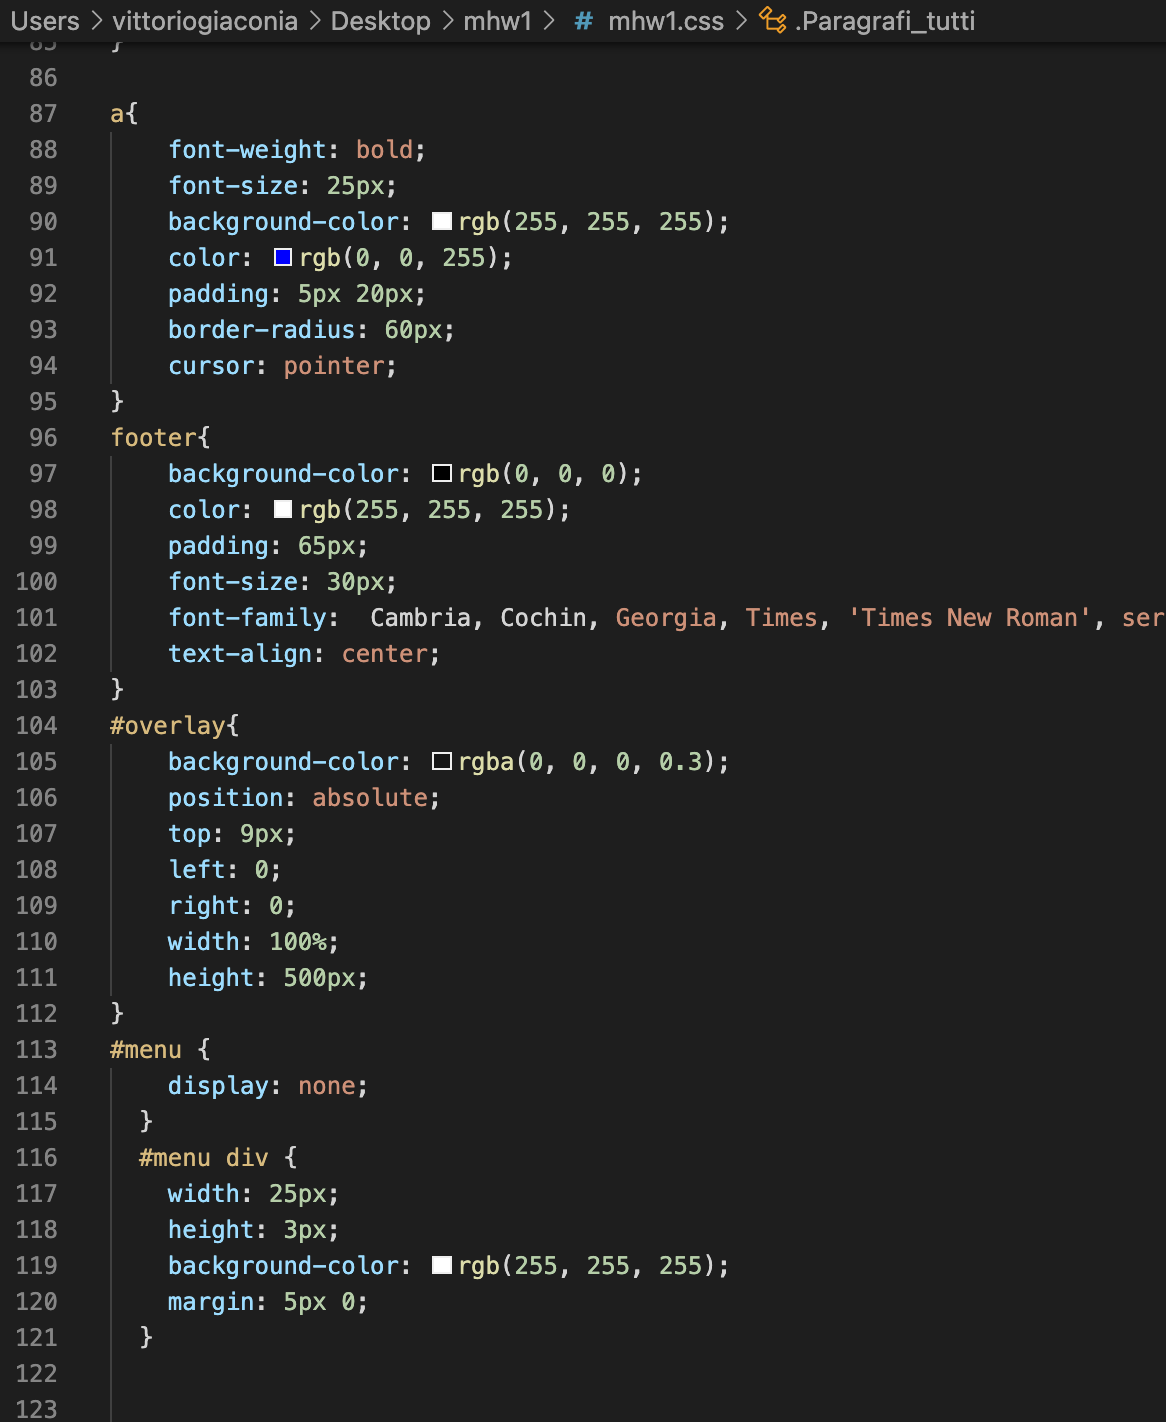 Users > vittoriogiaconia > Desktop > mhw1 > # mhw1.css > .Paragrafi_tutti
85 }
86
87 a{
88 font-weight: bold;
89 font-size: 25px;
90 background-color: rgb(255, 255, 255);
91 color: rgb(0, 0, 255);
92 padding: 5px 20px;
93 border-radius: 60px;
94 cursor: pointer;
95 }
96 footer{
97 background-color: rgb(0, 0, 0);
98 color: rgb(255, 255, 255);
99 padding: 65px;
100 font-size: 30px;
101 font-family:  Cambria, Cochin, Georgia, Times, 'Times New Roman', ser
102 text-align: center;
103 }
104 #overlay{
105 background-color: rgba(0, 0, 0, 0.3);
106 position: absolute;
107 top: 9px;
108 left: 0;
109 right: 0;
110 width: 100%;
111 height: 500px;
112 }
113 #menu {
114 display: none;
115 }
116 #menu div {
117 width: 25px;
118 height: 3px;
119 background-color: rgb(255, 255, 255);
120 margin: 5px 0;
121 }
122
123